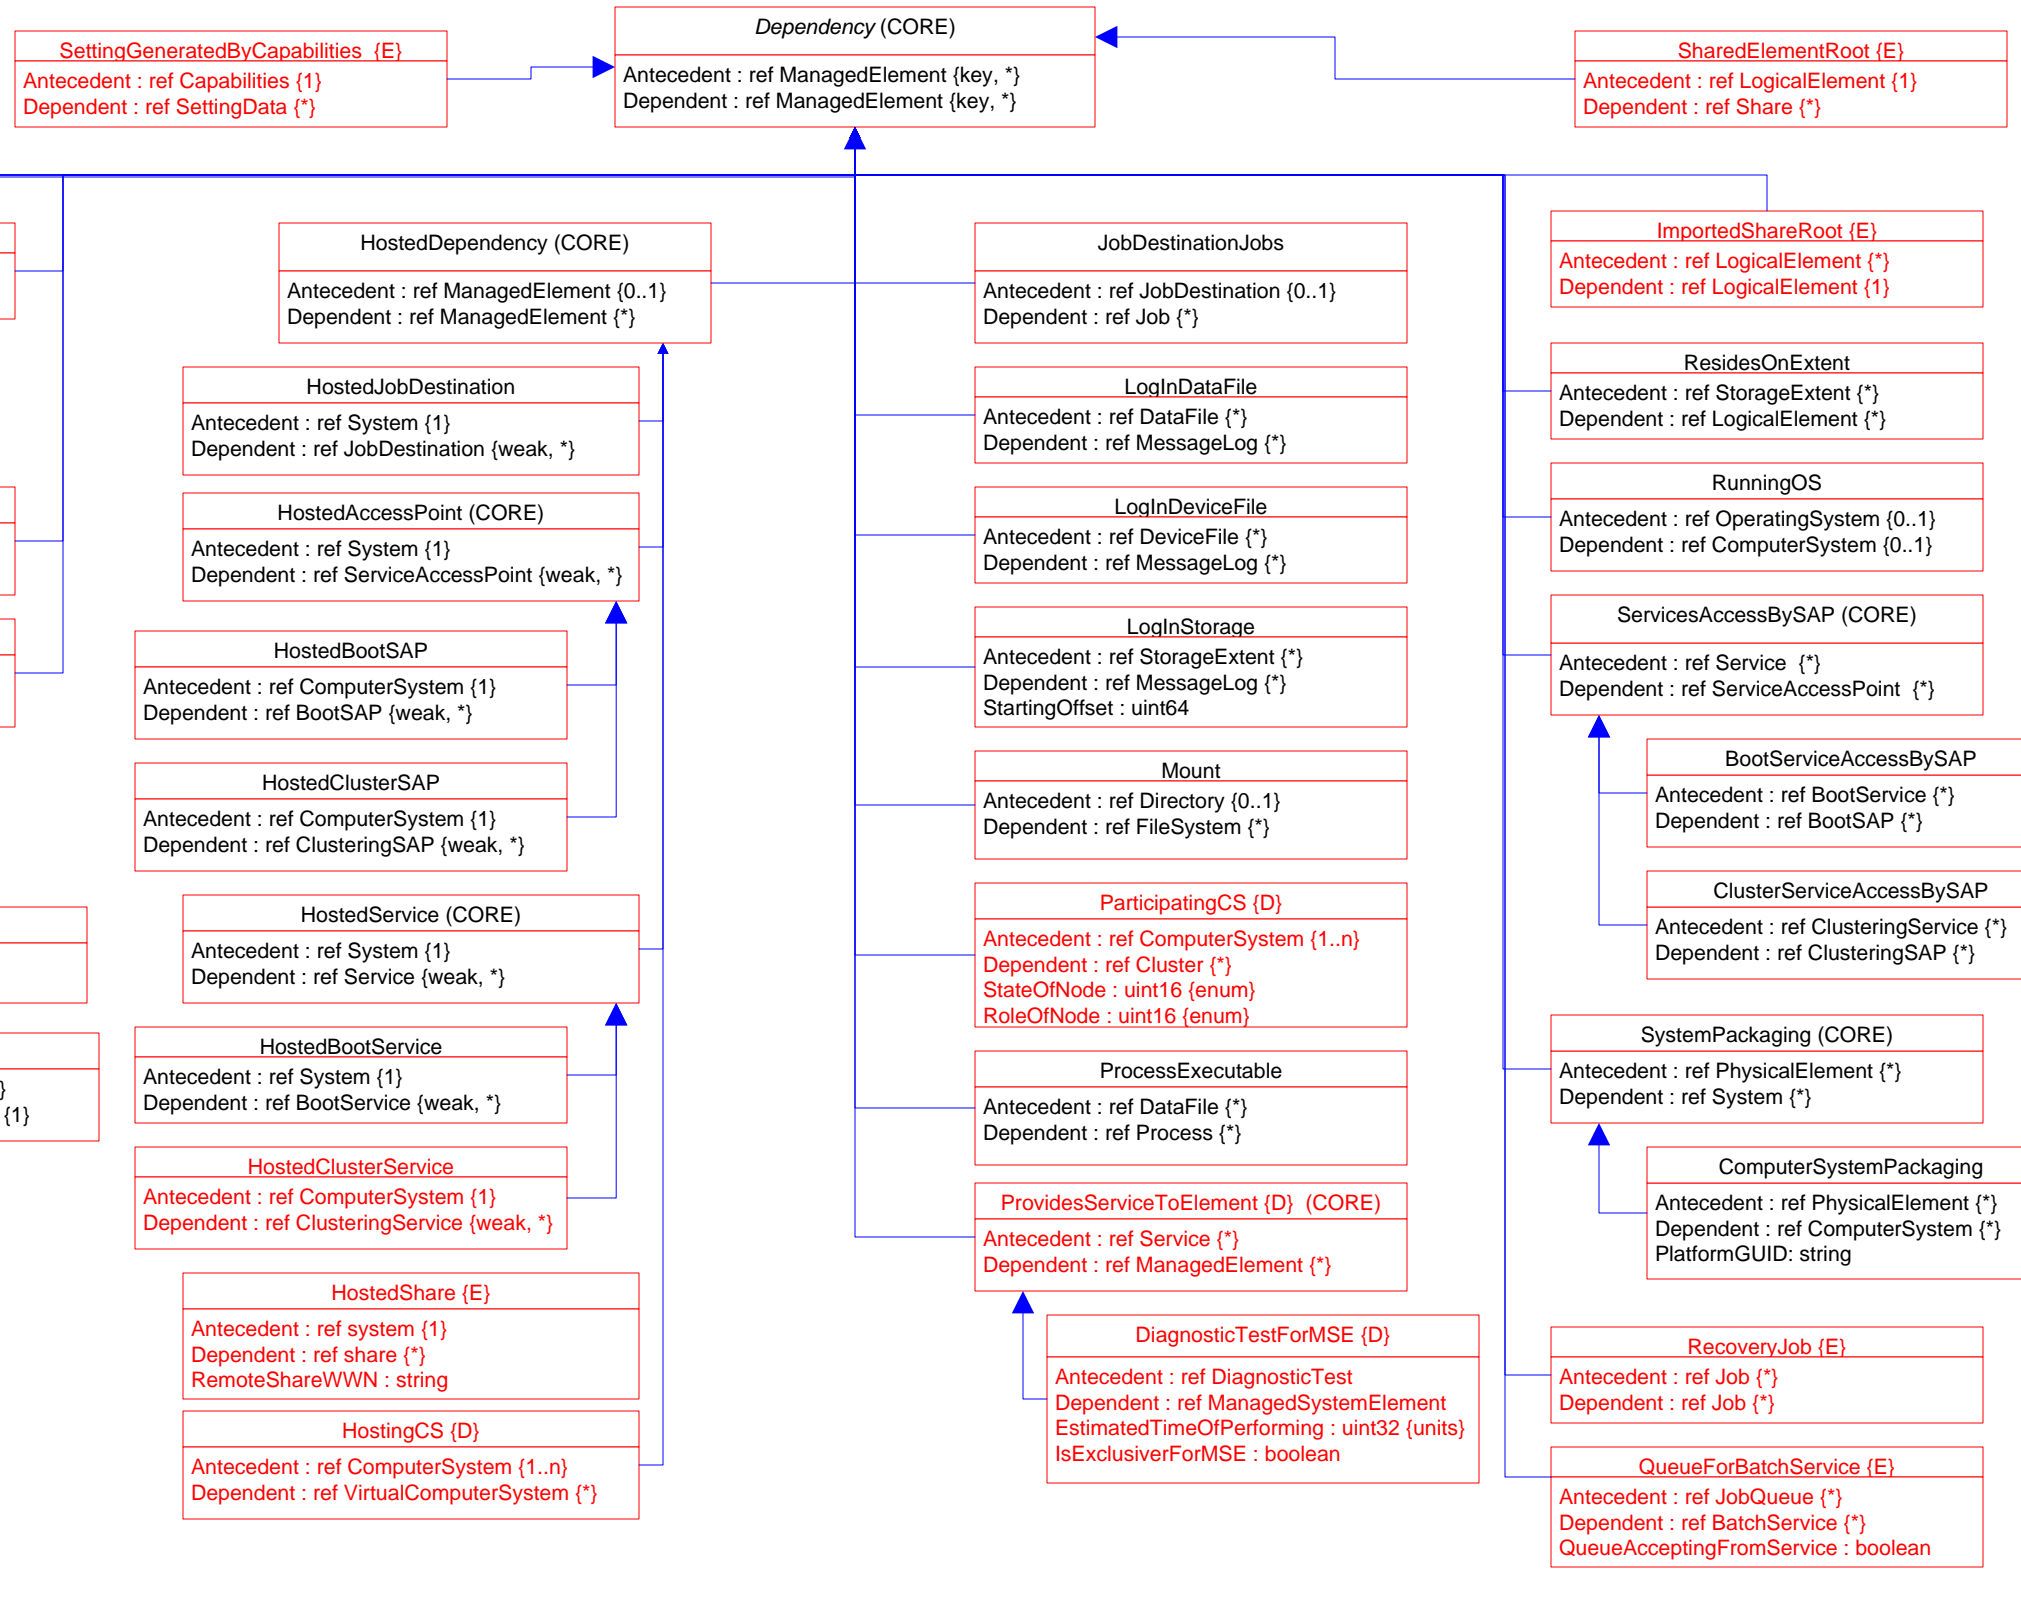 Dependency (CORE)
Antecedent : ref ManagedElement {key, *}
Dependent : ref ManagedElement {key, *}
SettingGeneratedByCapabilities {E}
Antecedent : ref Capabilities {1}
Dependent : ref SettingData {*}
SharedElementRoot {E}
Antecedent : ref LogicalElement {1}
Dependent : ref Share {*}
}
{1}
HostedDependency (CORE)
Antecedent : ref ManagedElement {0..1}
Dependent : ref ManagedElement {*}
HostedJobDestination
Antecedent : ref System {1}
Dependent : ref JobDestination {weak, *}
HostedAccessPoint (CORE)
Antecedent : ref System {1}
Dependent : ref ServiceAccessPoint {weak, *}
HostedBootSAP
Antecedent : ref ComputerSystem {1}
Dependent : ref BootSAP {weak, *}
HostedClusterSAP
Antecedent : ref ComputerSystem {1}
Dependent : ref ClusteringSAP {weak, *}
HostedService (CORE)
Antecedent : ref System {1}
Dependent : ref Service {weak, *}
HostedBootService
Antecedent : ref System {1}
Dependent : ref BootService {weak, *}
HostedClusterService
Antecedent : ref ComputerSystem {1}
Dependent : ref ClusteringService {weak, *}
HostedShare {E}
Antecedent : ref system {1}
Dependent : ref share {*}
RemoteShareWWN : string
HostingCS {D}
Antecedent : ref ComputerSystem {1..n}
Dependent : ref VirtualComputerSystem {*}
JobDestinationJobs
Antecedent : ref JobDestination {0..1}
Dependent : ref Job {*}
LogInDataFile
Antecedent : ref DataFile {*}
Dependent : ref MessageLog {*}
LogInDeviceFile
Antecedent : ref DeviceFile {*}
Dependent : ref MessageLog {*}
LogInStorage
Antecedent : ref StorageExtent {*}
Dependent : ref MessageLog {*}
StartingOffset : uint64
Mount
Antecedent : ref Directory {0..1}
Dependent : ref FileSystem {*}
ParticipatingCS {D}
Antecedent : ref ComputerSystem {1..n}
Dependent : ref Cluster {*}
StateOfNode : uint16 {enum}
RoleOfNode : uint16 {enum}
ProcessExecutable
Antecedent : ref DataFile {*}
Dependent : ref Process {*}
ProvidesServiceToElement {D} (CORE)
Antecedent : ref Service {*}
Dependent : ref ManagedElement {*}
DiagnosticTestForMSE {D}
Antecedent : ref DiagnosticTest
Dependent : ref ManagedSystemElement
EstimatedTimeOfPerforming : uint32 {units}
IsExclusiverForMSE : boolean
ImportedShareRoot {E}
Antecedent : ref LogicalElement {*}
Dependent : ref LogicalElement {1}
ResidesOnExtent
Antecedent : ref StorageExtent {*}
Dependent : ref LogicalElement {*}
RunningOS
Antecedent : ref OperatingSystem {0..1}
Dependent : ref ComputerSystem {0..1}
ServicesAccessBySAP (CORE)
Antecedent : ref Service {*}
Dependent : ref ServiceAccessPoint {*}
BootServiceAccessBySAP
Antecedent : ref BootService {*}
Dependent : ref BootSAP {*}
ClusterServiceAccessBySAP
Antecedent : ref ClusteringService {*}
Dependent : ref ClusteringSAP {*}
SystemPackaging (CORE)
Antecedent : ref PhysicalElement {*}
Dependent : ref System {*}
ComputerSystemPackaging
Antecedent : ref PhysicalElement {*}
Dependent : ref ComputerSystem {*}
PlatformGUID: string
RecoveryJob {E}
Antecedent : ref Job {*}
Dependent : ref Job {*}
QueueForBatchService {E}
Antecedent : ref JobQueue {*}
Dependent : ref BatchService {*}
QueueAcceptingFromService : boolean